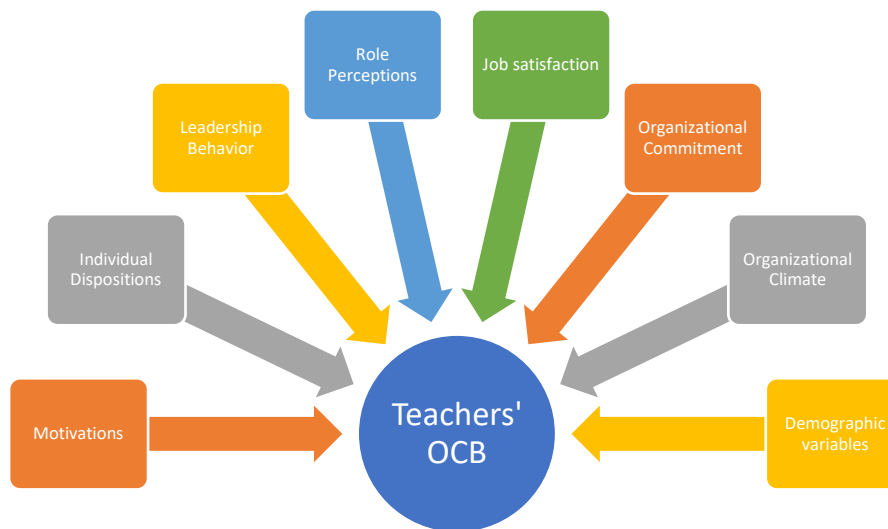 Role
Perceptions
Job satisfaction
Leadership
Behavior
Organizational
Commitment
Individual
Dispositions
Organizational
Climate
Motivations
Teachers'
OCB
Demographic
variables